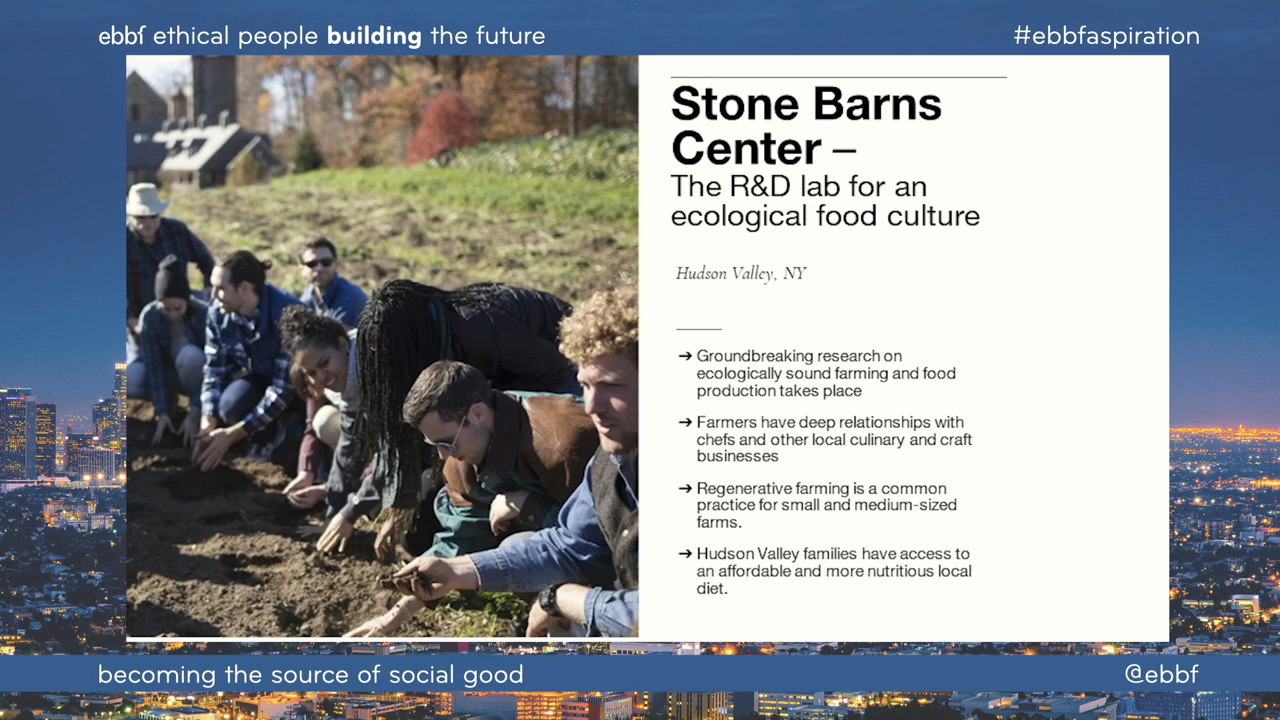 ebbf ethical people building the future
#ebbfaspiration
Stone Barns
Center –
The R&D lab for an
ecological food culture
Hudson Valley, NY
➔ Groundbreaking research on
ecologically sound farming and food
production takes place
➔ Farmers have deep relationships with
chefs and other local culinary and craft
businesses
➔ Regenerative farming is a common
practice for small and medium-sized
farms.
➔ Hudson Valley families have access to
an affordable and more nutritious local
diet.
becoming the source of social good
@ebbf